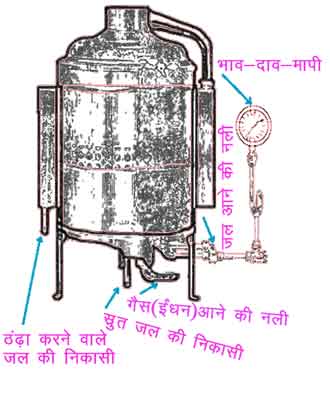 भाव–दाव–मापी
जल आने की नली
गैस(ईंधन)आने की नली
स्रुत जल की निकासी
ठंढ़ा करने वाले
जल की निकासी